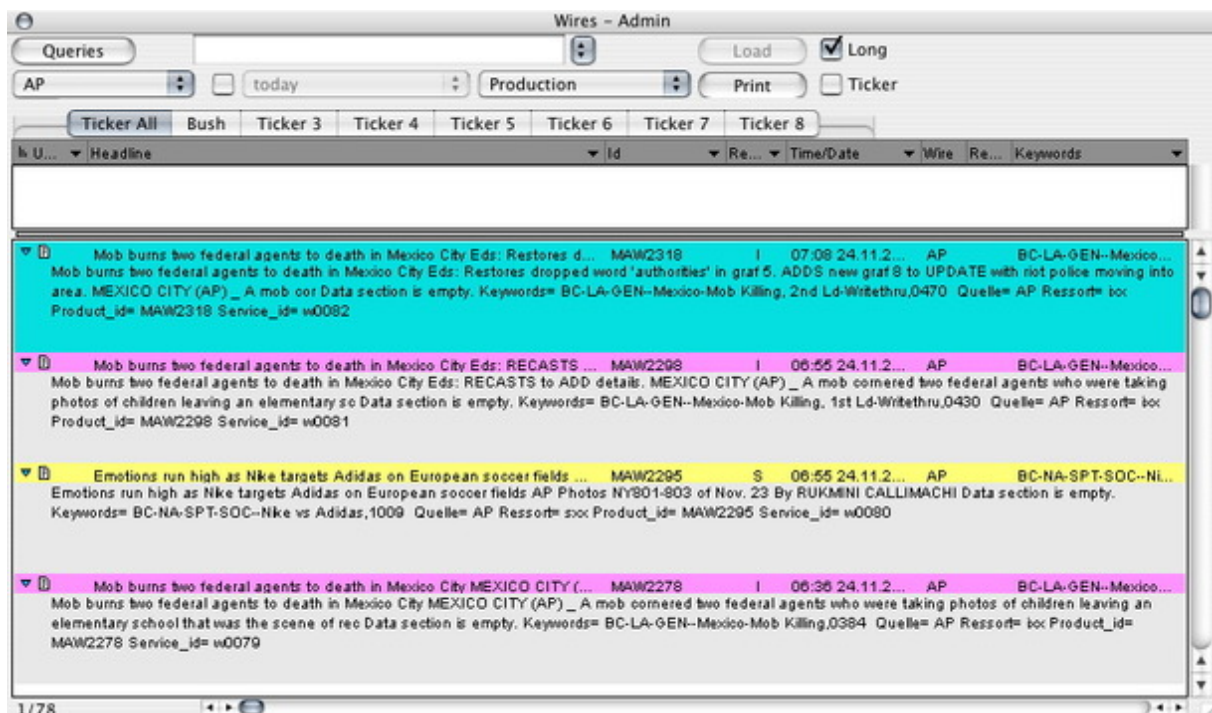 Wires – Admin
Queries Load Long
AP today Production Print Ticker
Ticker All Bush Ticker 3 Ticker 4 Ticker 5 Ticker 6 Ticker 7 Ticker 8
U... Headline Id Re... Time/Date Wire Re... Keywords
Mob burns two federal agents to death in Mexico City Eds: Restores d... MAW2318 I 07:08 24.11.2... AP BC-LA-GEN--Mexico...
Mob burns two federal agents to death in Mexico City Eds: Restores dropped word 'authorities' in graf 5. ADDS new graf 8 to UPDATE with riot police moving into
area. MEXICO CITY (AP) _ A mob cor Data section is empty. Keywords= BC-LA-GEN--Mexico-Mob Killing, 2nd Ld-Writethru,0470 Quelle= AP Ressort= ixx
Product_id= MAW2318 Service_id= w0082
Mob burns two federal agents to death in Mexico City Eds: RECASTS ... MAW2298 I 06:55 24.11.2... AP BC-LA-GEN--Mexico...
Mob burns two federal agents to death in Mexico City Eds: RECASTS to ADD details. MEXICO CITY (AP) _ A mob cornered two federal agents who were taking
photos of children leaving an elementary sc Data section is empty. Keywords= BC-LA-GEN--Mexico-Mob Killing, 1st Ld-Writethru,0430 Quelle= AP Ressort= ixx
Product_id= MAW2298 Service_id= w0081
Emotions run high as Nike targets Adidas on European soccer fields ... MAW2295 S 06:55 24.11.2... AP BC-NA-SPT-SOC--Ni...
Emotions run high as Nike targets Adidas on European soccer fields AP Photos NY801-803 of Nov. 23 By RUKMINI CALLIMACHI Data section is empty.
Keywords= BC-NA-SPT-SOC--Nike vs Adidas,1009 Quelle= AP Ressort= sxx Product_id= MAW2295 Service_id= w0080
Mob burns two federal agents to death in Mexico City MEXICO CITY (... MAW2278 I 06:36 24.11.2... AP BC-LA-GEN--Mexico...
Mob burns two federal agents to death in Mexico City MEXICO CITY (AP) _ A mob cornered two federal agents who were taking photos of children leaving an
elementary school that was the scene of rec Data section is empty. Keywords= BC-LA-GEN--Mexico-Mob Killing,0384 Quelle= AP Ressort= ixx Product_id=
MAW2278 Service_id= w0079
1/78